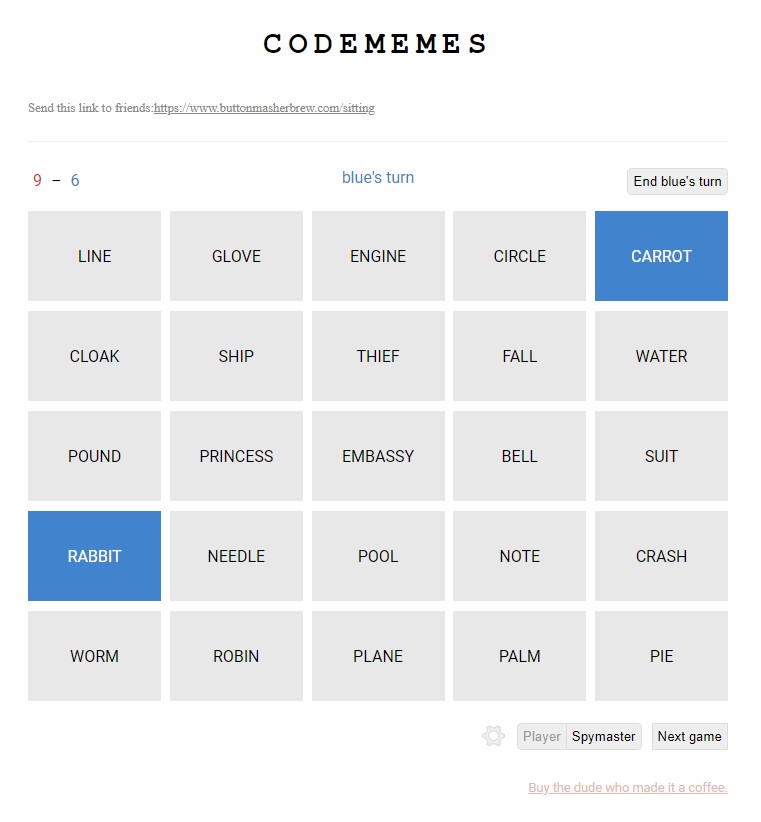 CODEMEMES
Send this link to friends:https://www.buttonmasherbrew.com/sitting
9 – 6 blue's turn End blue's turn
LINE GLOVE ENGINE CIRCLE CARROT
CLOAK SHIP THIEF FALL WATER
POUND PRINCESS EMBASSY BELL SUIT
RABBIT NEEDLE POOL NOTE CRASH
WORM ROBIN PLANE PALM PIE
Player Spymaster Next game
Buy the dude who made it a coffee.